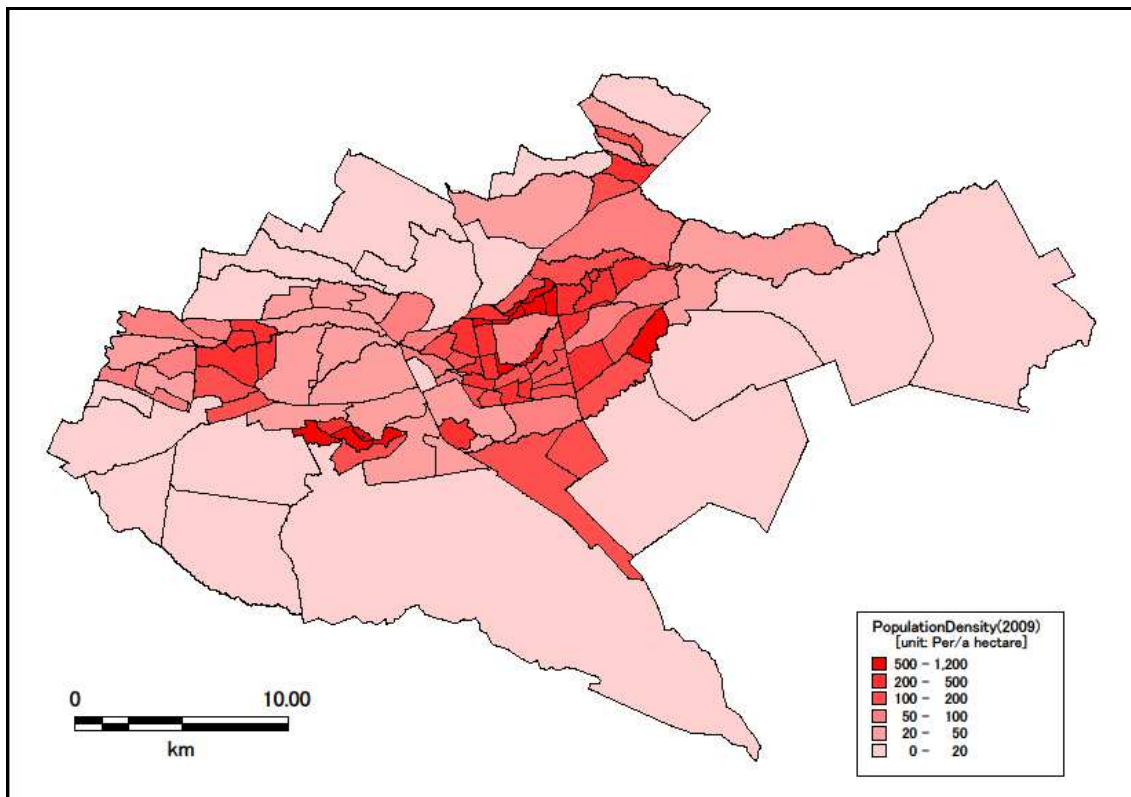 PopulationDensity(2009)
[unit: Per/a hectare]
500 - 1,200
200 - 500
100 - 200
50 - 100
20 - 50
0 - 20
0 10.00
km